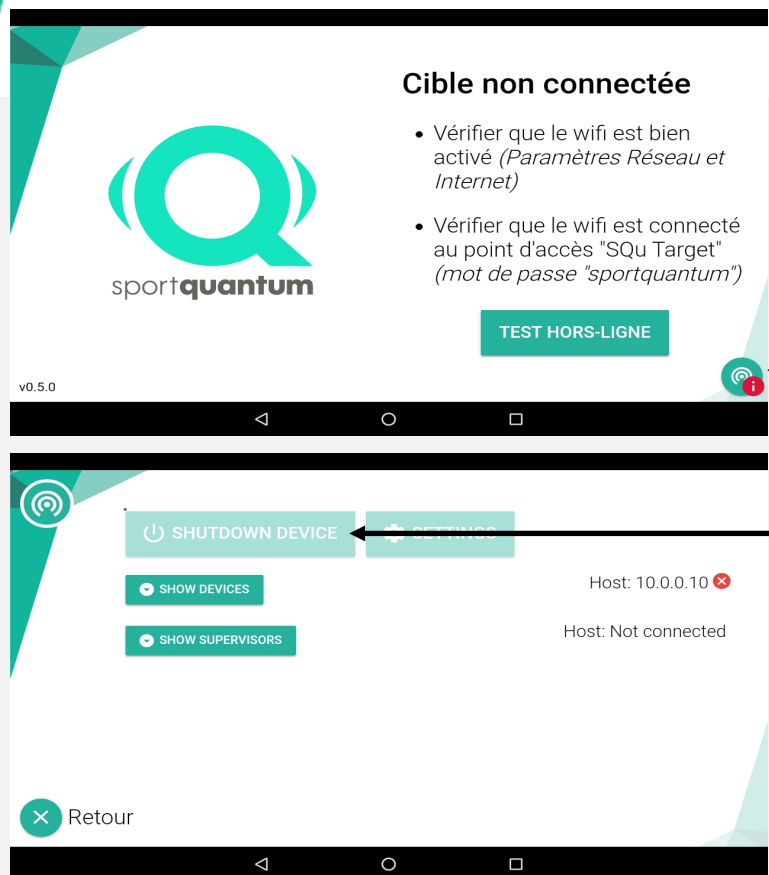 Cible non connectée
• Vérifier que le wifi est bien
activé (Paramètres Réseau et
Internet)
• Vérifier que le wifi est connecté
au point d'accès "SQu Target"
(mot de passe "sportquantum")
sportquantum
TEST HORS-LIGNE
v0.5.0
SHUTDOWN DEVICE
SETTINGS
SHOW DEVICES
Host: 10.0.0.10
SHOW SUPERVISORS
Host: Not connected
Retour